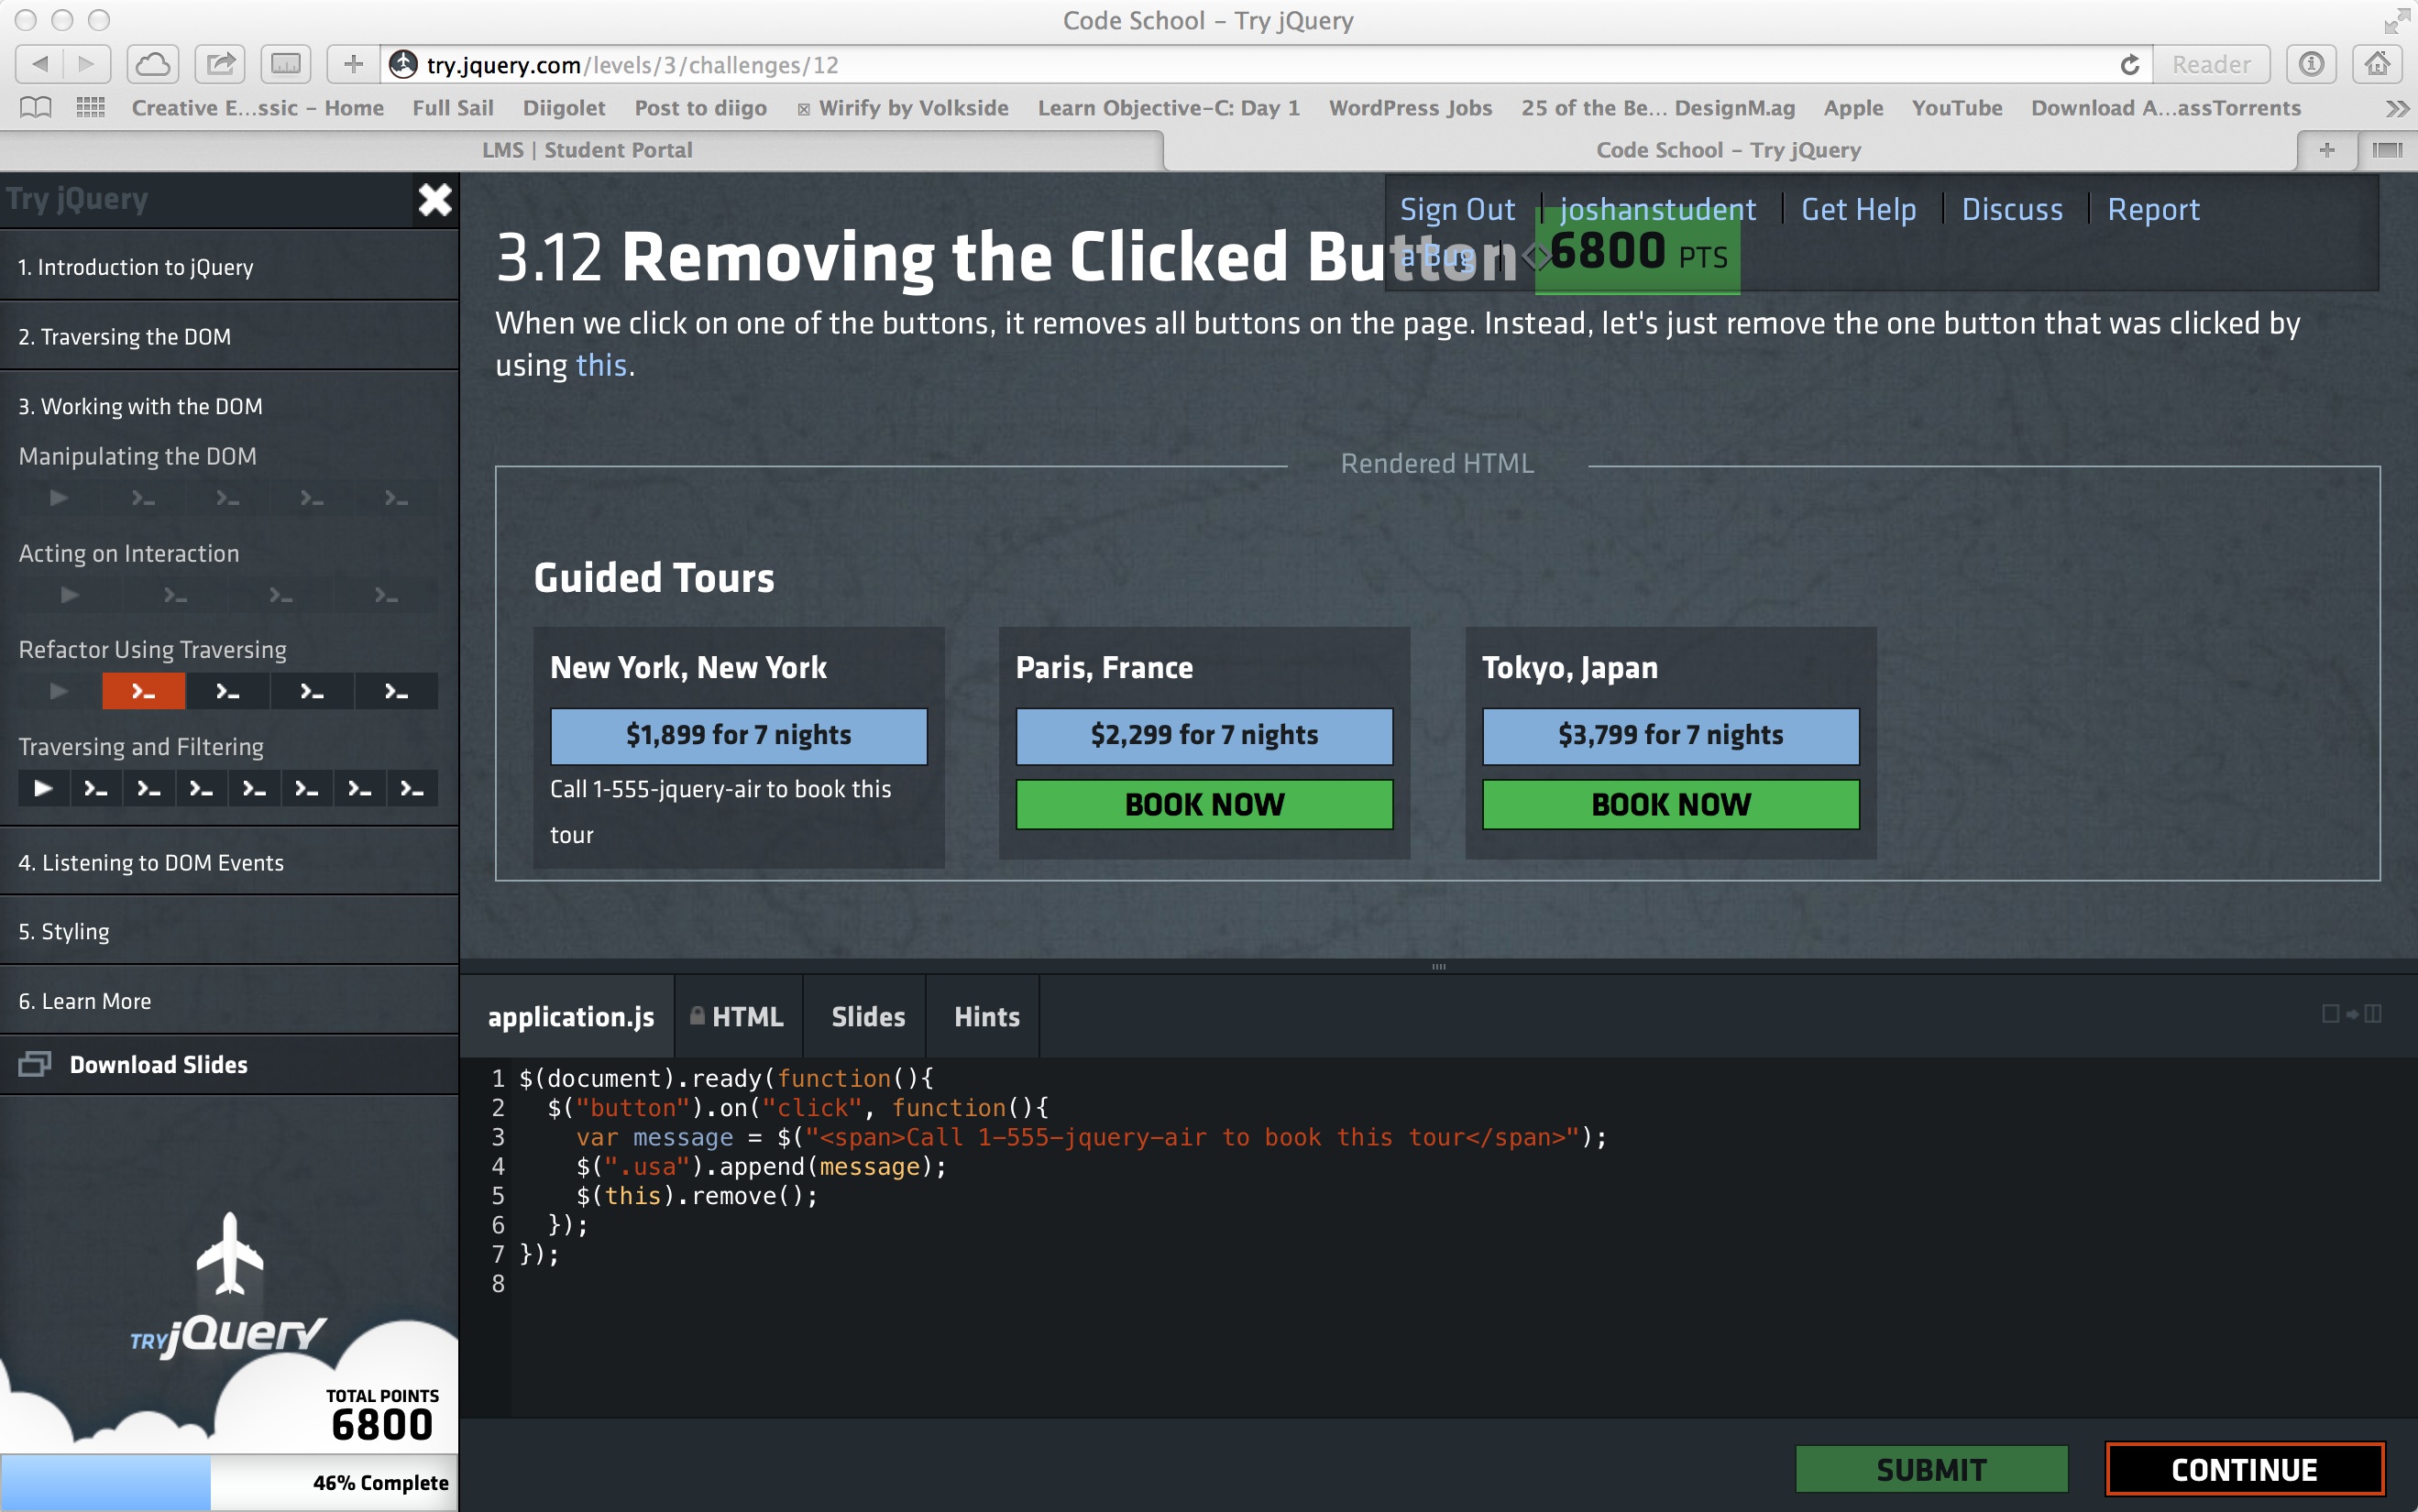 Code School – Try jQuery
try.jquery.com/levels/3/challenges/12
Reader
Creative E...ssic – Home Full Sail Diigolet Post to diigo Wirify by Volkside Learn Objective-C: Day 1 WordPress Jobs 25 of the Be... DesignM.ag Apple YouTube Download A...assTorrents
LMS | Student Portal
Code School – Try jQuery
Try jQuery
1. Introduction to jQuery
2. Traversing the DOM
3. Working with the DOM
Manipulating the DOM
Acting on Interaction
Refactor Using Traversing
Traversing and Filtering
4. Listening to DOM Events
5. Styling
6. Learn More
Download Slides
TRY jQuery
TOTAL POINTS
6800
46% Complete
Sign Out | joshanstudent | Get Help | Discuss | Report
a Bug |
3.12 Removing the Clicked Button
6800 PTS
When we click on one of the buttons, it removes all buttons on the page. Instead, let's just remove the one button that was clicked by
using this.
Rendered HTML
Guided Tours
New York, New York
$1,899 for 7 nights
Call 1-555-jquery-air to book this
tour
Paris, France
$2,299 for 7 nights
BOOK NOW
Tokyo, Japan
$3,799 for 7 nights
BOOK NOW
application.js HTML Slides Hints
1 $(document).ready(function(){
2   $("button").on("click", function(){
3     var message = $("<span>Call 1-555-jquery-air to book this tour</span>");
4     $(".usa").append(message);
5     $(this).remove();
6   });
7 });
8
SUBMIT
CONTINUE